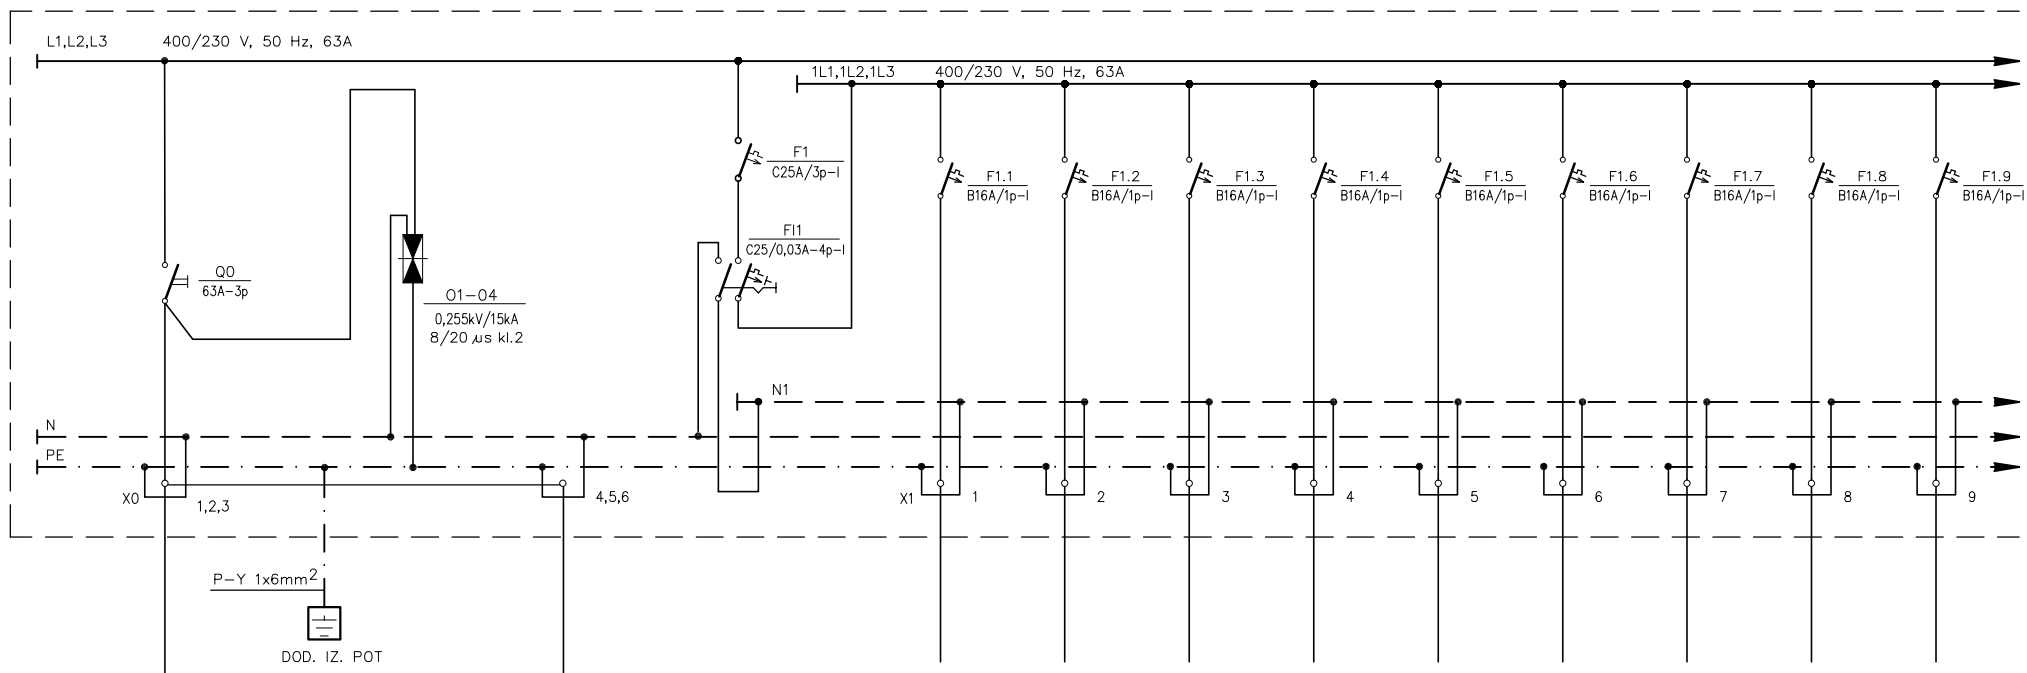 L1,L2,L3 400/230 V, 50 Hz, 63A
1L1,1L2,1L3 400/230 V, 50 Hz, 63A
F1
C25A/3p-I
F1.1
B16A/1p-I
F1.2
B16A/1p-I
F1.3
B16A/1p-I
F1.4
B16A/1p-I
F1.5
B16A/1p-I
F1.6
B16A/1p-I
F1.7
B16A/1p-I
F1.8
B16A/1p-I
F1.9
B16A/1p-I
FI1
C25/0,03A-4p-I
Q0
63A-3p
O1-O4
0,255kV/15kA
8/20 µs kl.2
N1
N
PE
X0 1,2,3 4,5,6 X1 1 2 3 4 5 6 7 8 9
P-Y 1x6mm²
DOD. IZ. POT